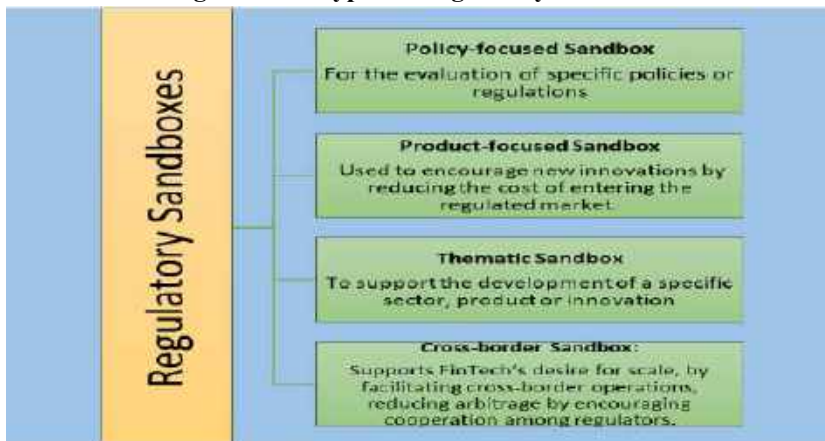 Regulatory Sandboxes
Policy-focused Sandbox
For the evaluation of specific policies or
regulations
Product-focused Sandbox
Used to encourage new innovations by
reducing the cost of entering the
regulated market
Thematic Sandbox
To support the development of a specific
sector, product or innovation
Cross-border Sandbox:
Supports FinTech's desire for scale, by
facilitating cross-border operations,
reducing arbitrage by encouraging
cooperation among regulators.